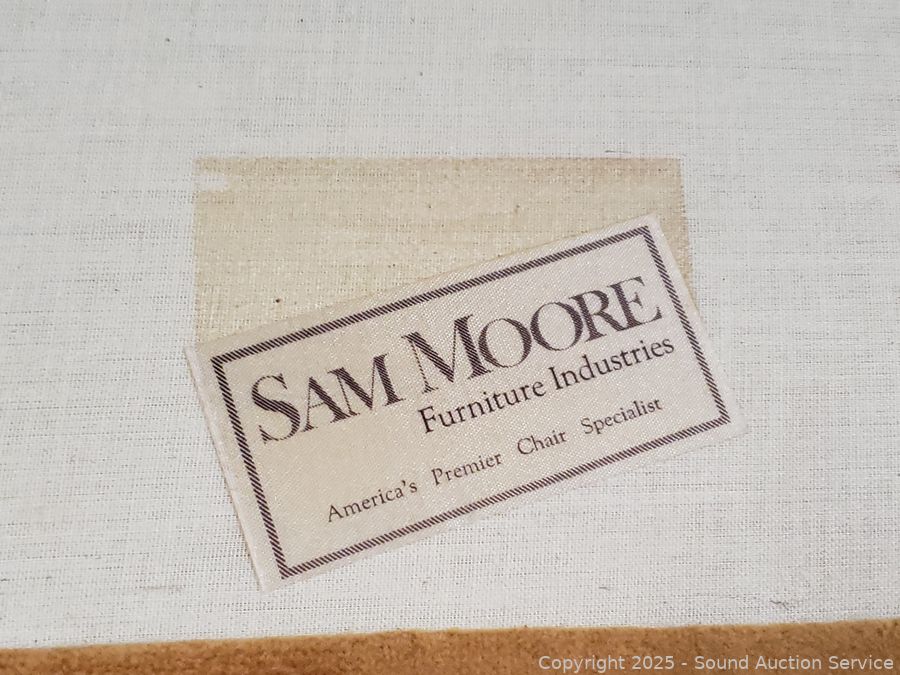 SAM MOORE
Furniture Industries
America's Premier Chair Specialist
Copyright 2025 - Sound Auction Service